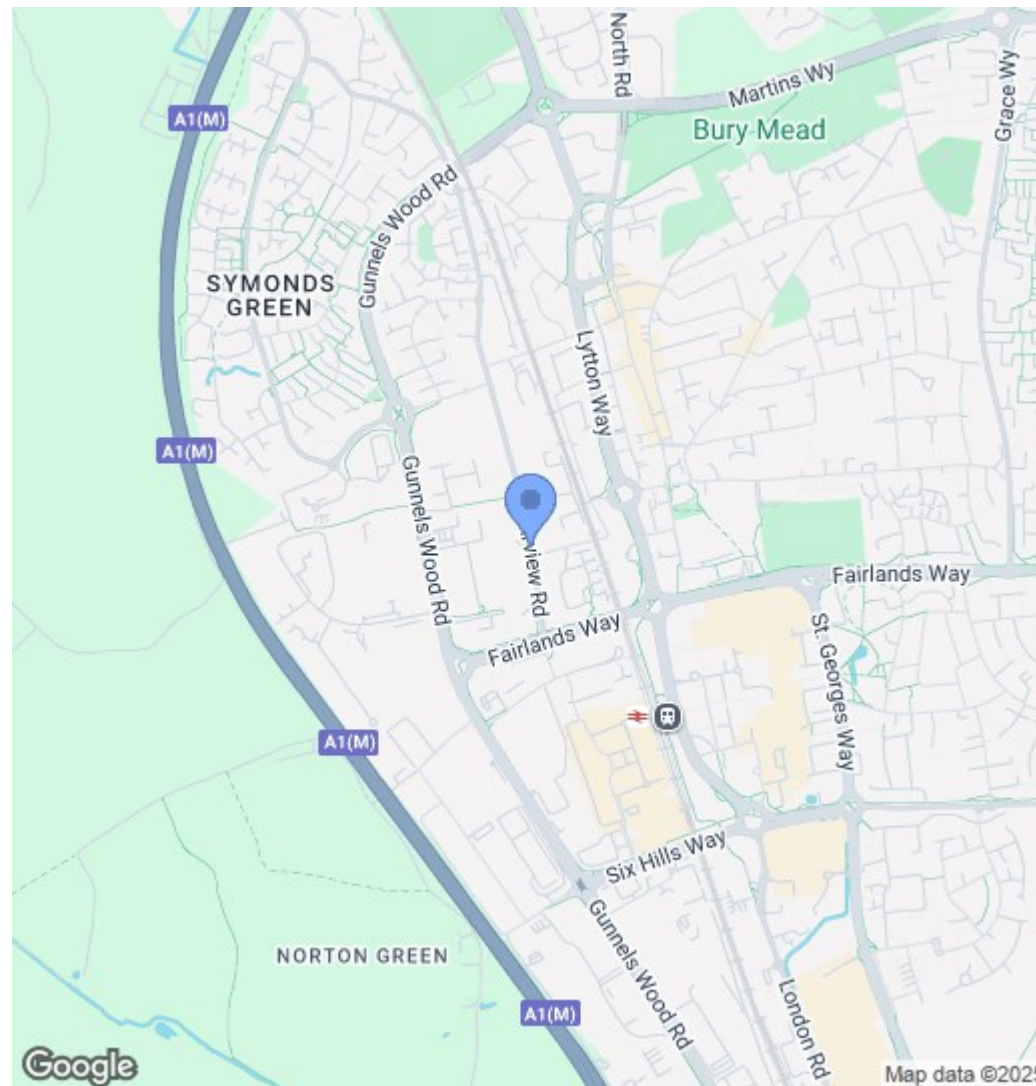 North Rd
Martins Wy
Grace Wy
A1(M)
Bury Mead
Gunnels Wood Rd
SYMONDS
GREEN
Lytton Way
A1(M)
Gunnels Wood Rd
view Rd
Fairlands Way
Fairlands Way
St. Georges Way
A1(M)
Six Hills Way
Gunnels Wood Rd
NORTON GREEN
London Rd
A1(M)
Google
Map data ©2025